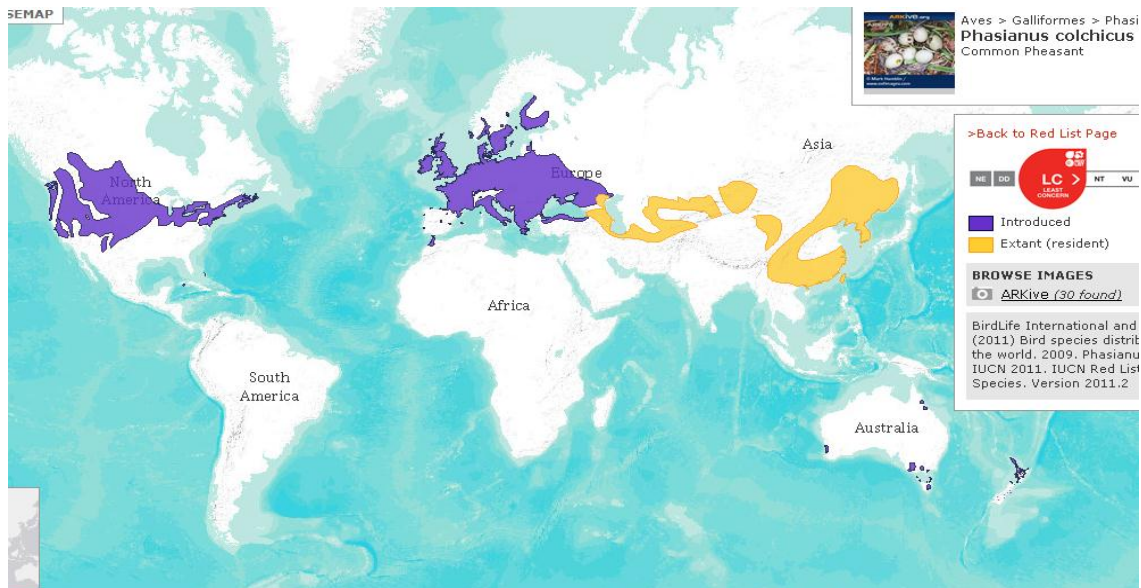 SEMAP
ARKive.org
Aves > Galliformes > Phasi
Phasianus colchicus
Common Pheasant
>Back to Red List Page
NE DD LC > NT VU
LEAST
CONCERN
Introduced
Extant (resident)
BROWSE IMAGES
ARKive (30 found)
BirdLife International and
(2011) Bird species distrib
the world. 2009. Phasianu
IUCN 2011. IUCN Red List
Species. Version 2011.2
North
America
Europe
Asia
Africa
South
America
Australia